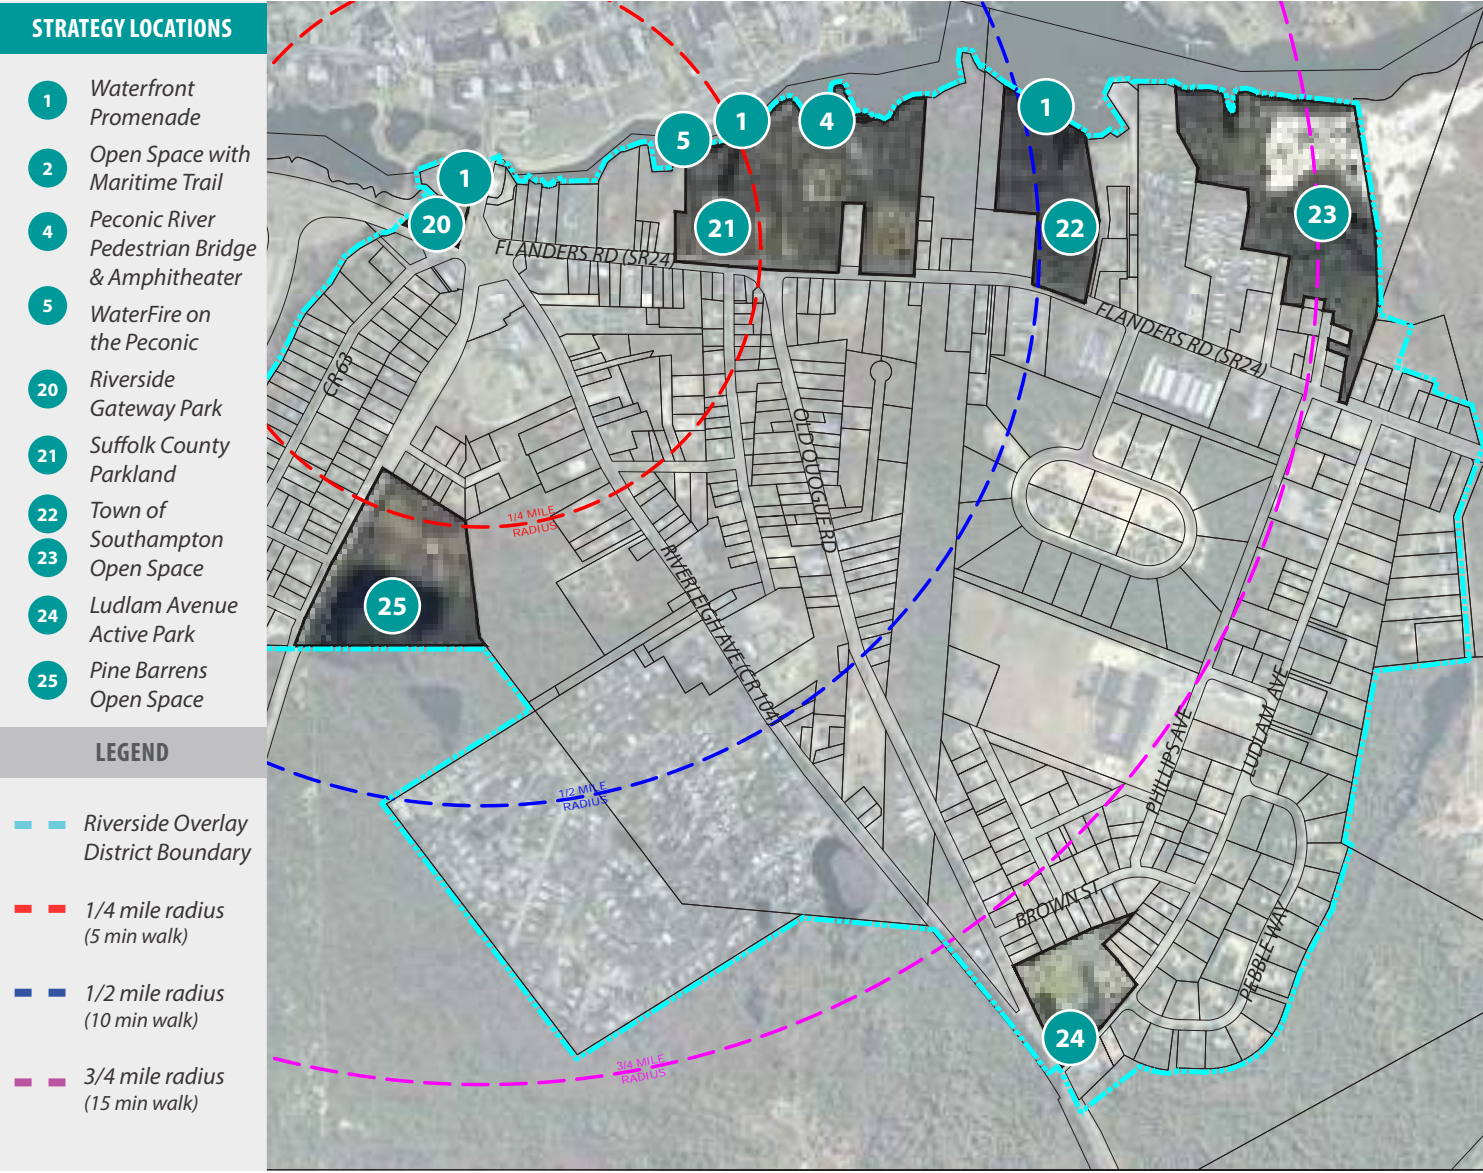 STRATEGY LOCATIONS
1
Waterfront
Promenade
2
Open Space with
Maritime Trail
4
Peconic River
Pedestrian Bridge
& Amphitheater
5
WaterFire on
the Peconic
20
Riverside
Gateway Park
21
Suffolk County
Parkland
22
23
Town of
Southampton
Open Space
24
Ludlam Avenue
Active Park
25
Pine Barrens
Open Space
LEGEND
Riverside Overlay
District Boundary
1/4 mile radius
(5 min walk)
1/2 mile radius
(10 min walk)
3/4 mile radius
(15 min walk)
1
20
5
1
4
1
21
22
23
FLANDERS RD (SR24)
FLANDERS RD (SR24)
CR 63
OLD QUOGUE RD
1/4 MILE
RADIUS
25
RIVERLEIGH AVE (CR 104)
1/2 MILE
RADIUS
PHILLIPS AVE
LUDLAM AVE
BROWN ST
PEBBLE WAY
24
3/4 MILE
RADIUS